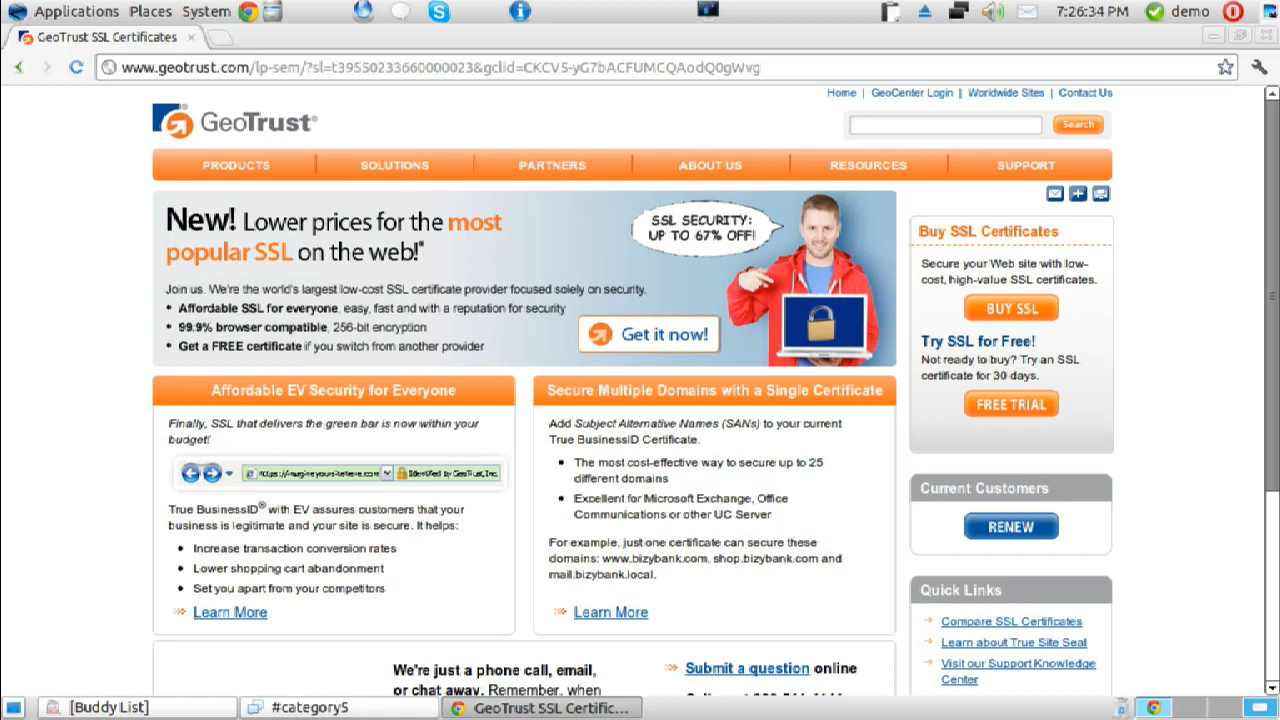 Applications Places System
7:26:34 PM demo
GeoTrust SSL Certificates
www.geotrust.com/lp-sem/?sl=t39550233660000023&gclid=CKCV5-yG7bACFUMCQAodQ0gWvg
Home | GeoCenter Login | Worldwide Sites | Contact Us
GeoTrust®
Search
PRODUCTS SOLUTIONS PARTNERS ABOUT US RESOURCES SUPPORT
New! Lower prices for the most
popular SSL on the web!*
SSL SECURITY:
UP TO 67% OFF!
Join us. We're the world's largest low-cost SSL certificate provider focused solely on security.
• Affordable SSL for everyone, easy, fast and with a reputation for security
• 99.9% browser compatible, 256-bit encryption
• Get a FREE certificate if you switch from another provider
Get it now!
Buy SSL Certificates
Secure your Web site with low-
cost, high-value SSL certificates.
BUY SSL
Try SSL for Free!
Not ready to buy? Try an SSL
certificate for 30 days.
FREE TRIAL
Affordable EV Security for Everyone
Finally, SSL that delivers the green bar is now within your
budget!
Identified by GeoTrust, Inc.
True BusinessID® with EV assures customers that your
business is legitimate and your site is secure. It helps:
• Increase transaction conversion rates
• Lower shopping cart abandonment
• Set you apart from your competitors
Learn More
Secure Multiple Domains with a Single Certificate
Add Subject Alternative Names (SANs) to your current
True BusinessID Certificate.
• The most cost-effective way to secure up to 25
different domains
• Excellent for Microsoft Exchange, Office
Communications or other UC Server
For example, just one certificate can secure these
domains: www.bizybank.com, shop.bizybank.com and
mail.bizybank.local.
Learn More
Current Customers
RENEW
Quick Links
Compare SSL Certificates
Learn about True Site Seal
Visit our Support Knowledge
Center
We're just a phone call, email,
or chat away. Remember, when
Submit a question online
[Buddy List] #category5 GeoTrust SSL Certific...